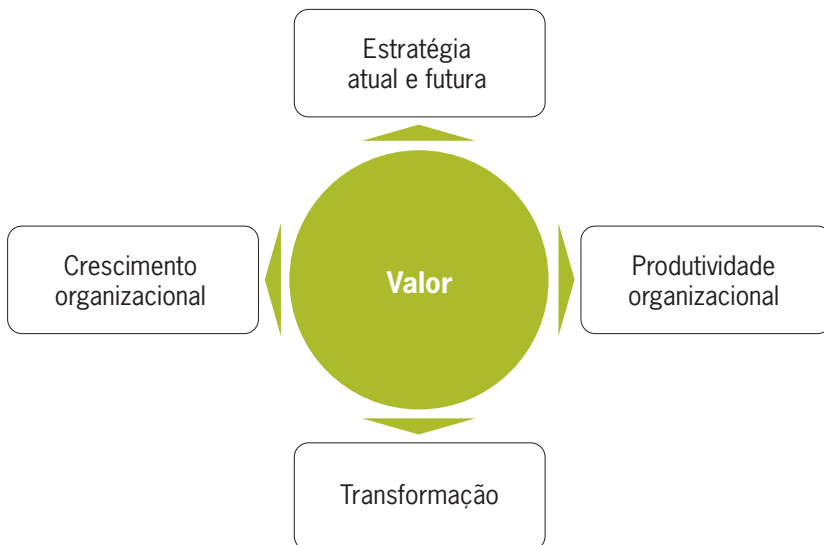 Estratégia
atual e futura
Crescimento
organizacional
Valor
Produtividade
organizacional
Transformação